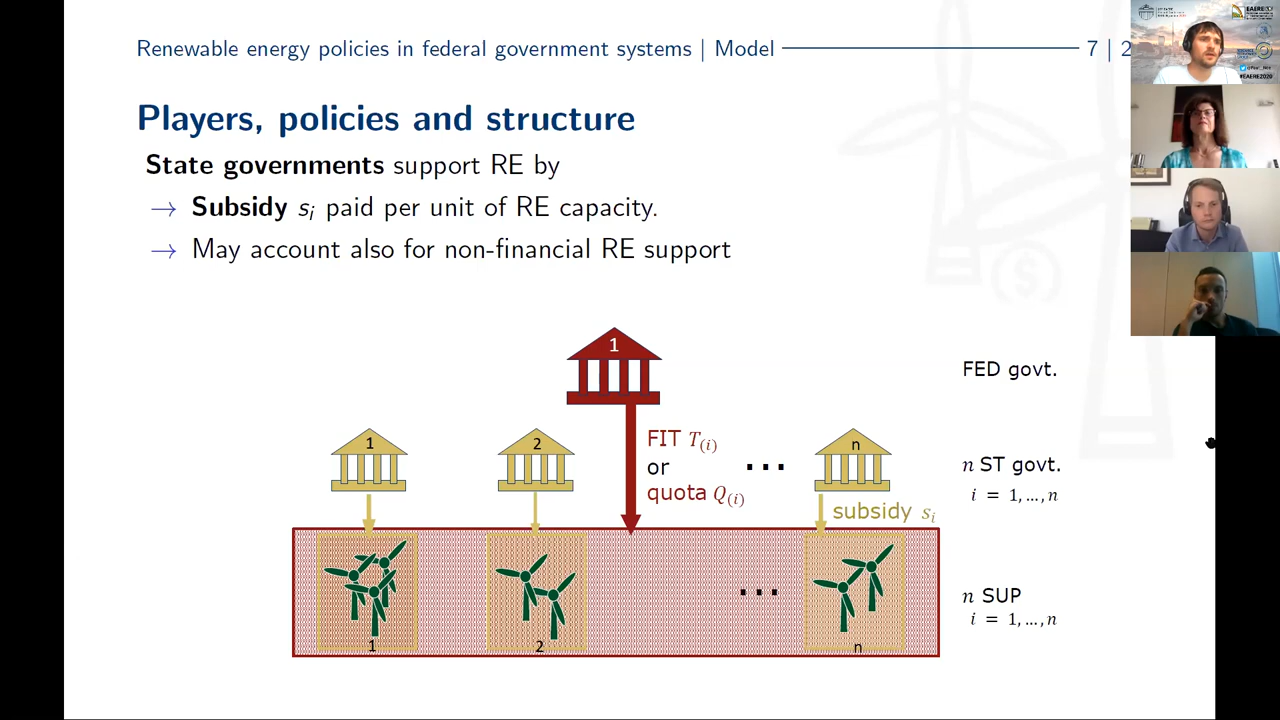 Renewable energy policies in federal government systems | Model 7 | 2
Players, policies and structure
State governments support RE by
→ Subsidy sᵢ paid per unit of RE capacity.
→ May account also for non-financial RE support
1
FED govt.
1
2
n
FIT T(i)
or
quota Q(i)
...
n ST govt.
i = 1,...,n
subsidy sᵢ
...
n SUP
i = 1,...,n
1
2
n
EAERE20
#EAERE2020